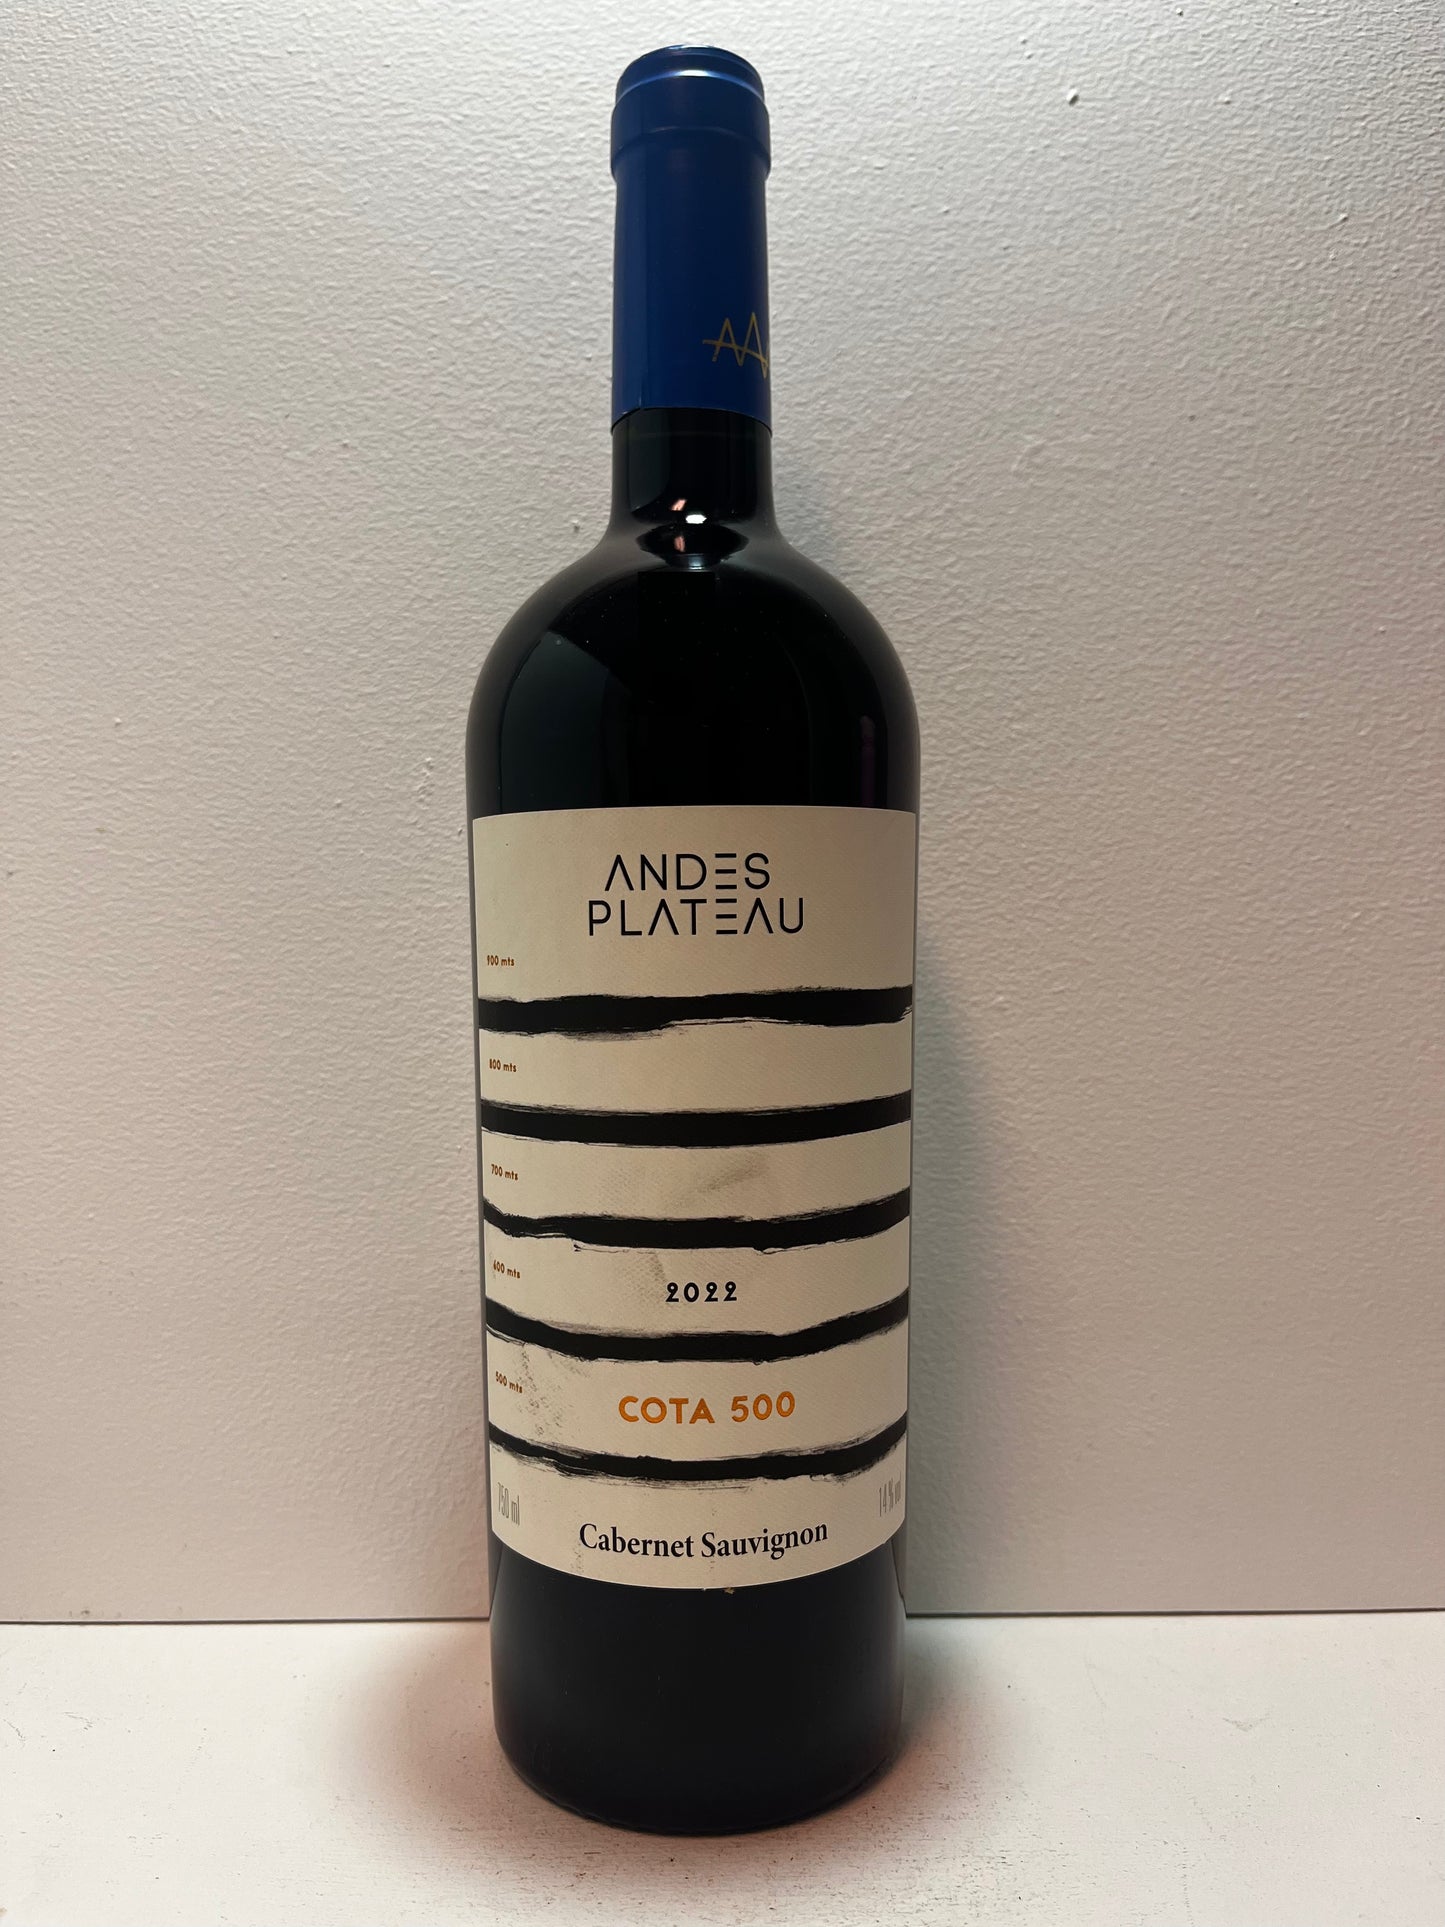 ANDES
PLATEAU
900 mts
800 mts
700 mts
600 mts
2022
500 mts
COTA 500
750 ml
14 % vol
Cabernet Sauvignon